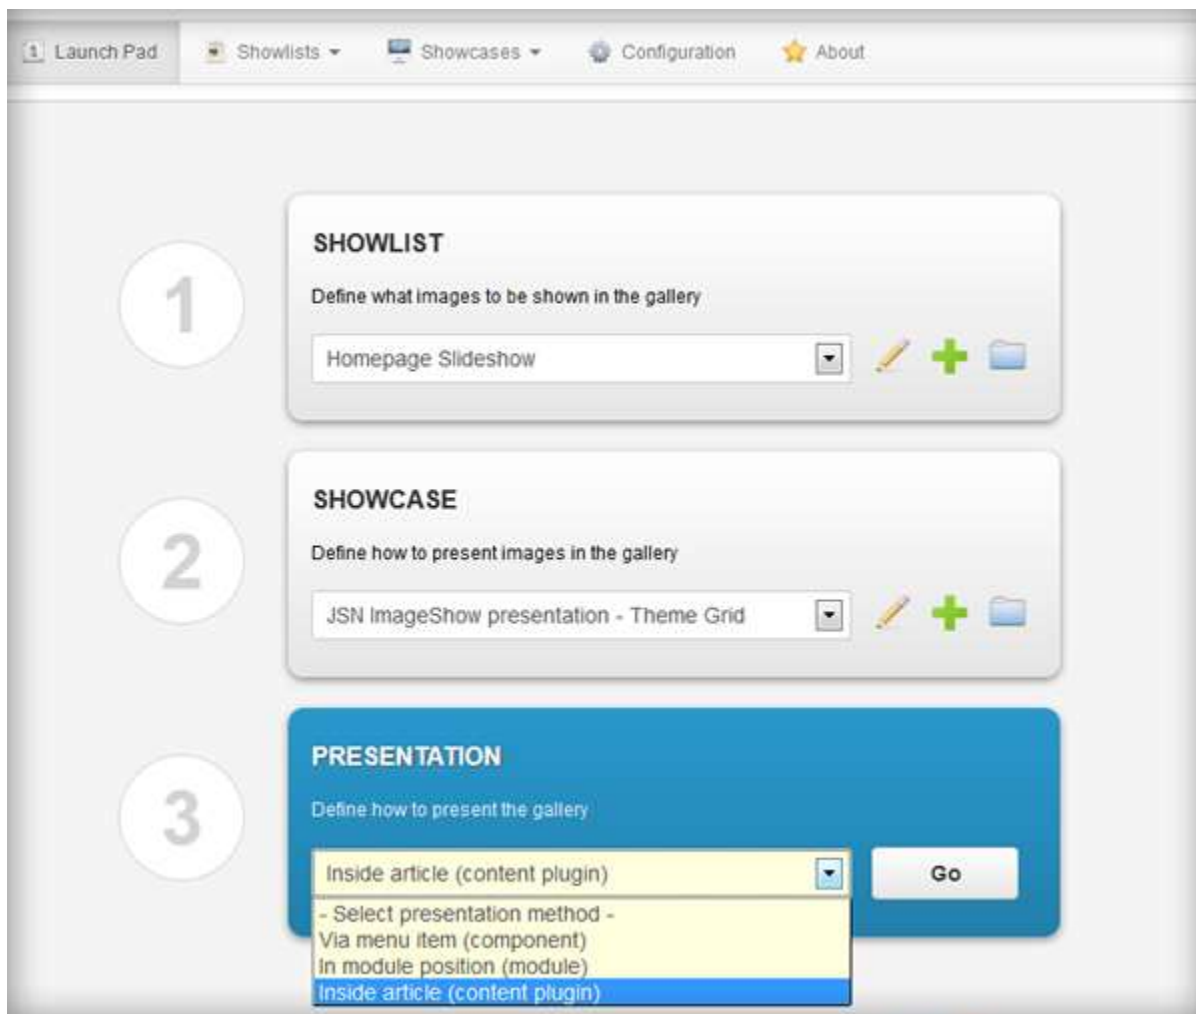 1 Launch Pad Showlists Showcases Configuration About
1
SHOWLIST
Define what images to be shown in the gallery
Homepage Slideshow
2
SHOWCASE
Define how to present images in the gallery
JSN ImageShow presentation - Theme Grid
3
PRESENTATION
Define how to present the gallery
Inside article (content plugin) Go
- Select presentation method -
Via menu item (component)
In module position (module)
Inside article (content plugin)